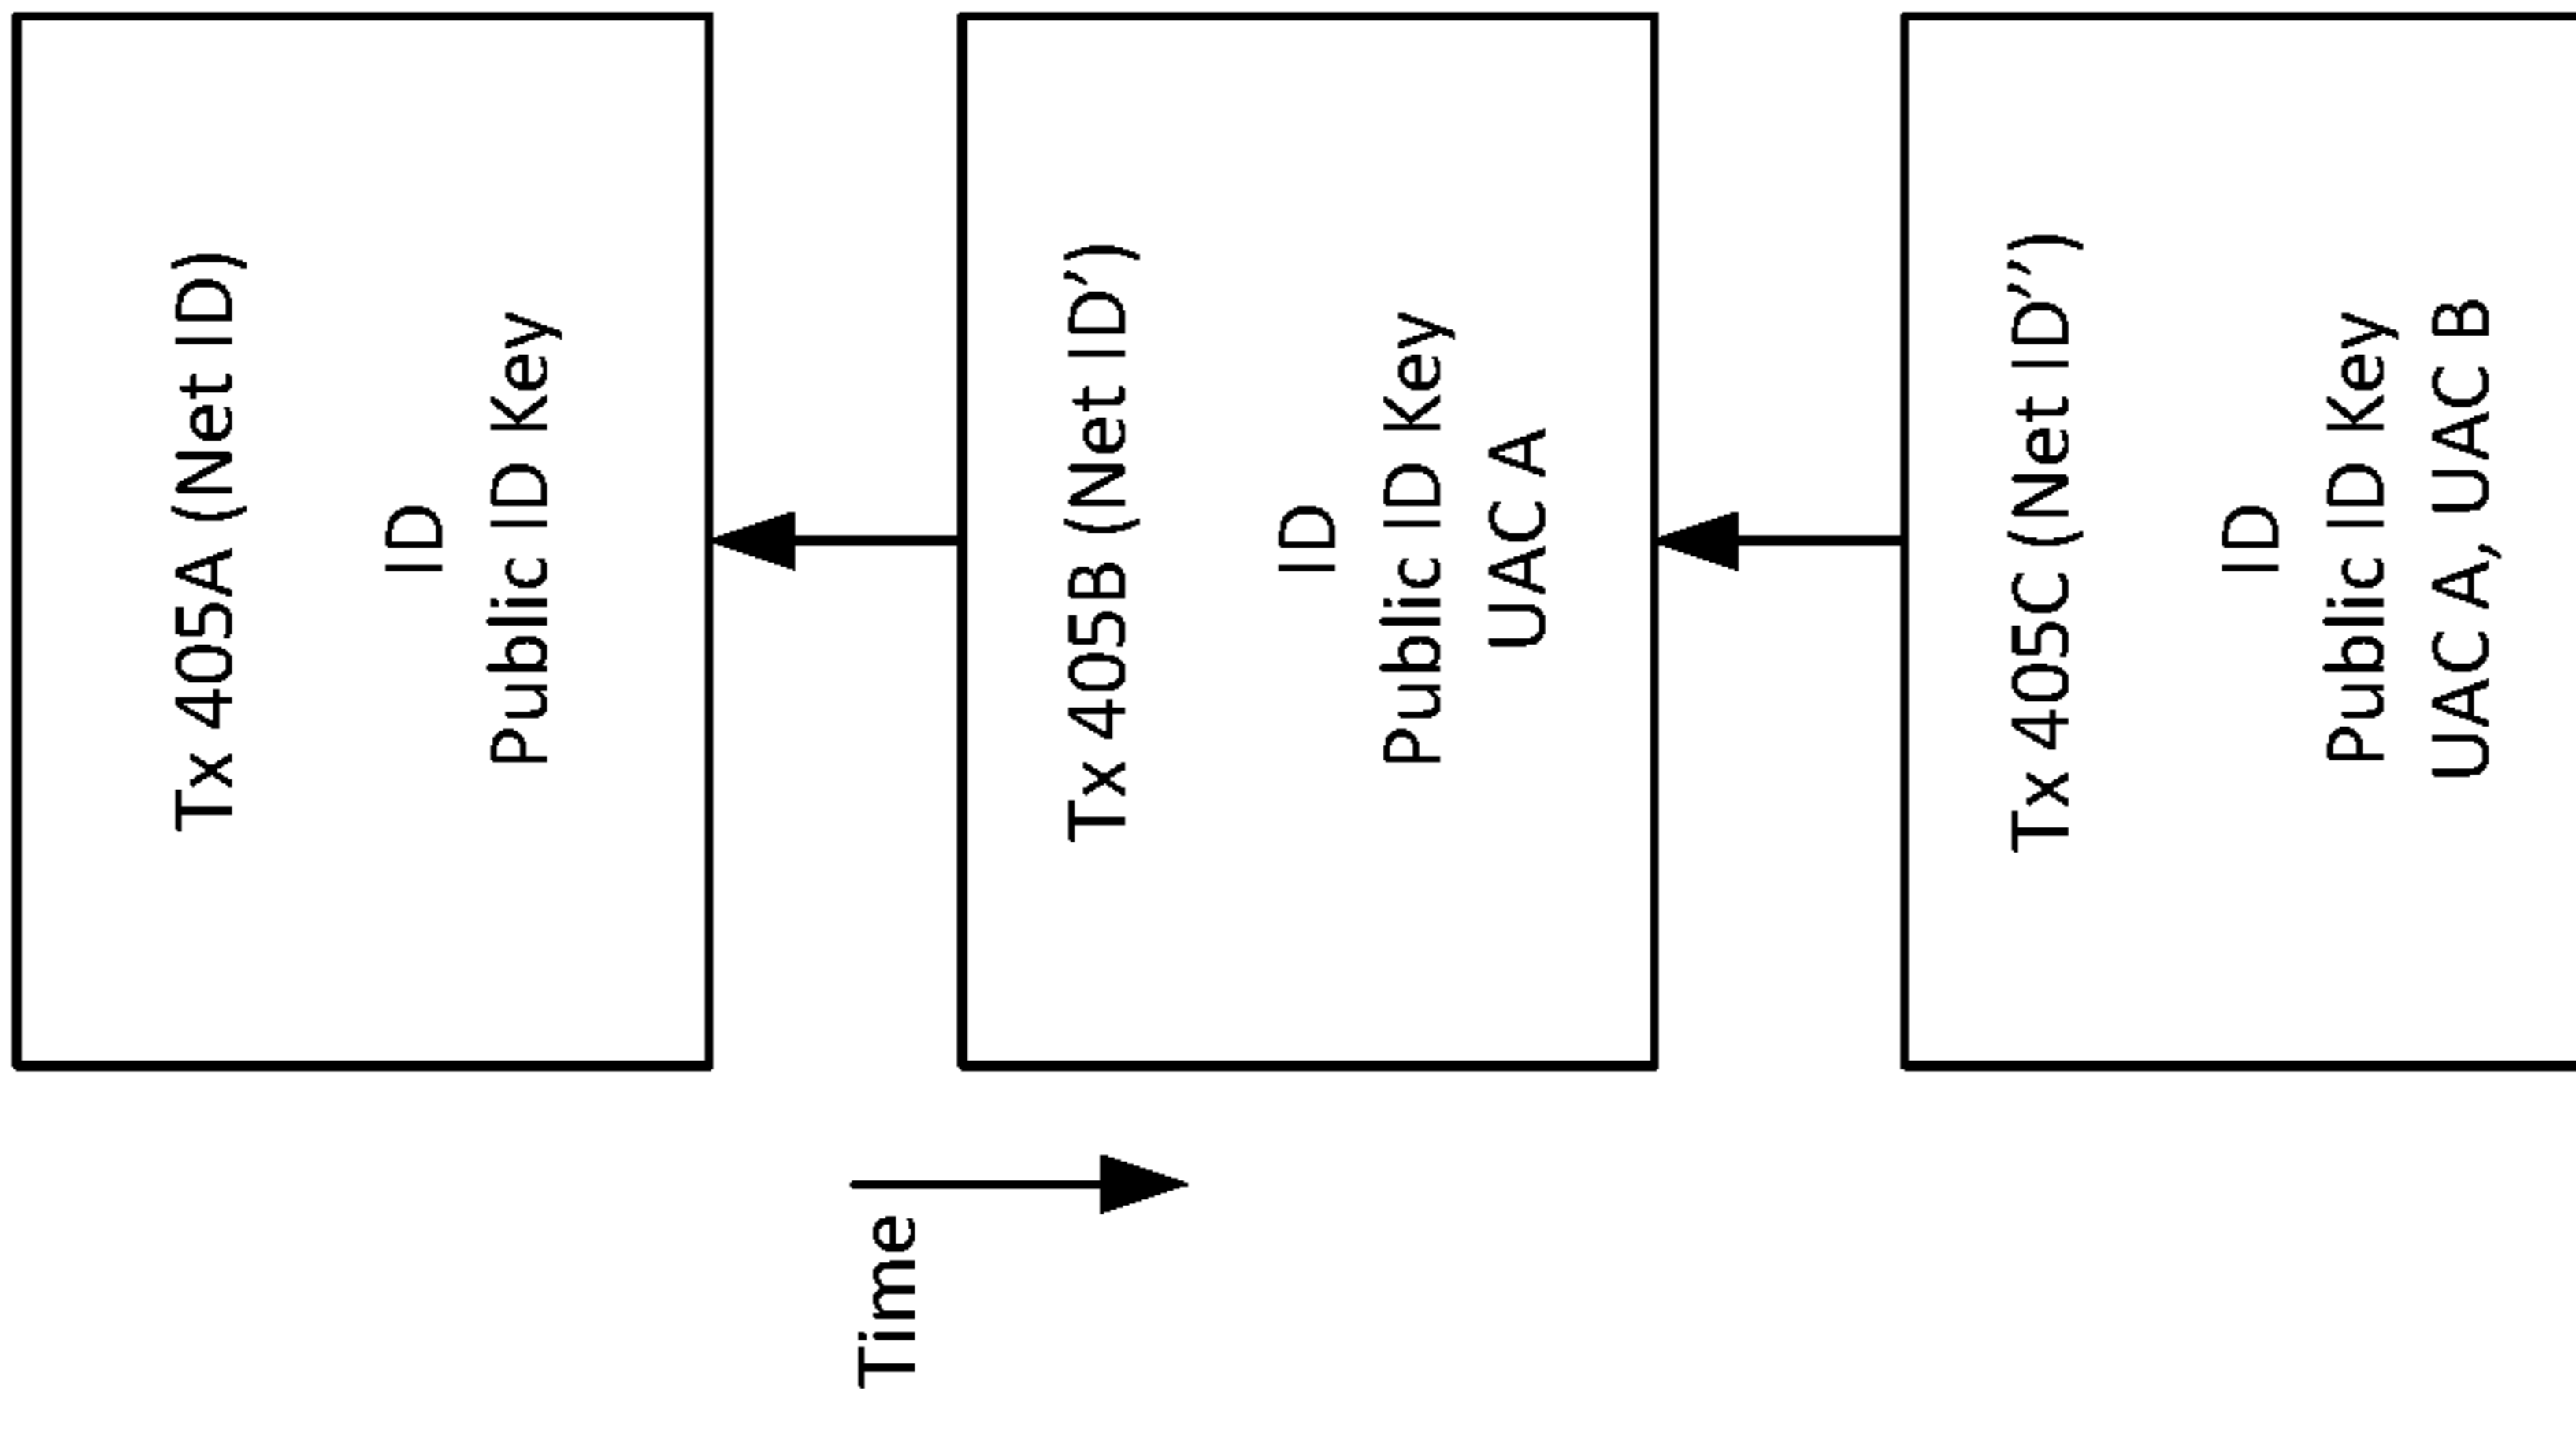 Tx 405A (Net ID)
ID
Public ID Key
Tx 405B (Net ID’)
ID
Public ID Key
UAC A
Tx 405C (Net ID’’)
ID
Public ID Key
UAC A, UAC B
Time